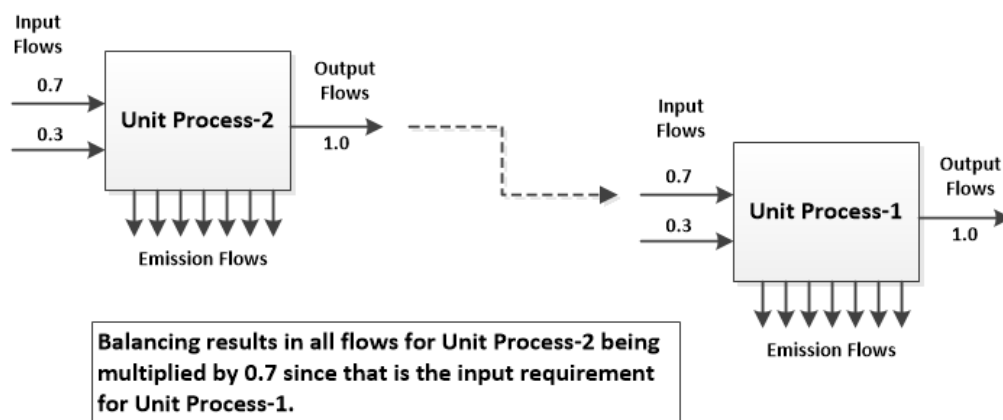 Input
Flows
0.7
0.3
Unit Process-2
Output
Flows
1.0
Emission Flows
Input
Flows
0.7
0.3
Unit Process-1
Output
Flows
1.0
Emission Flows
Balancing results in all flows for Unit Process-2 being
multiplied by 0.7 since that is the input requirement
for Unit Process-1.